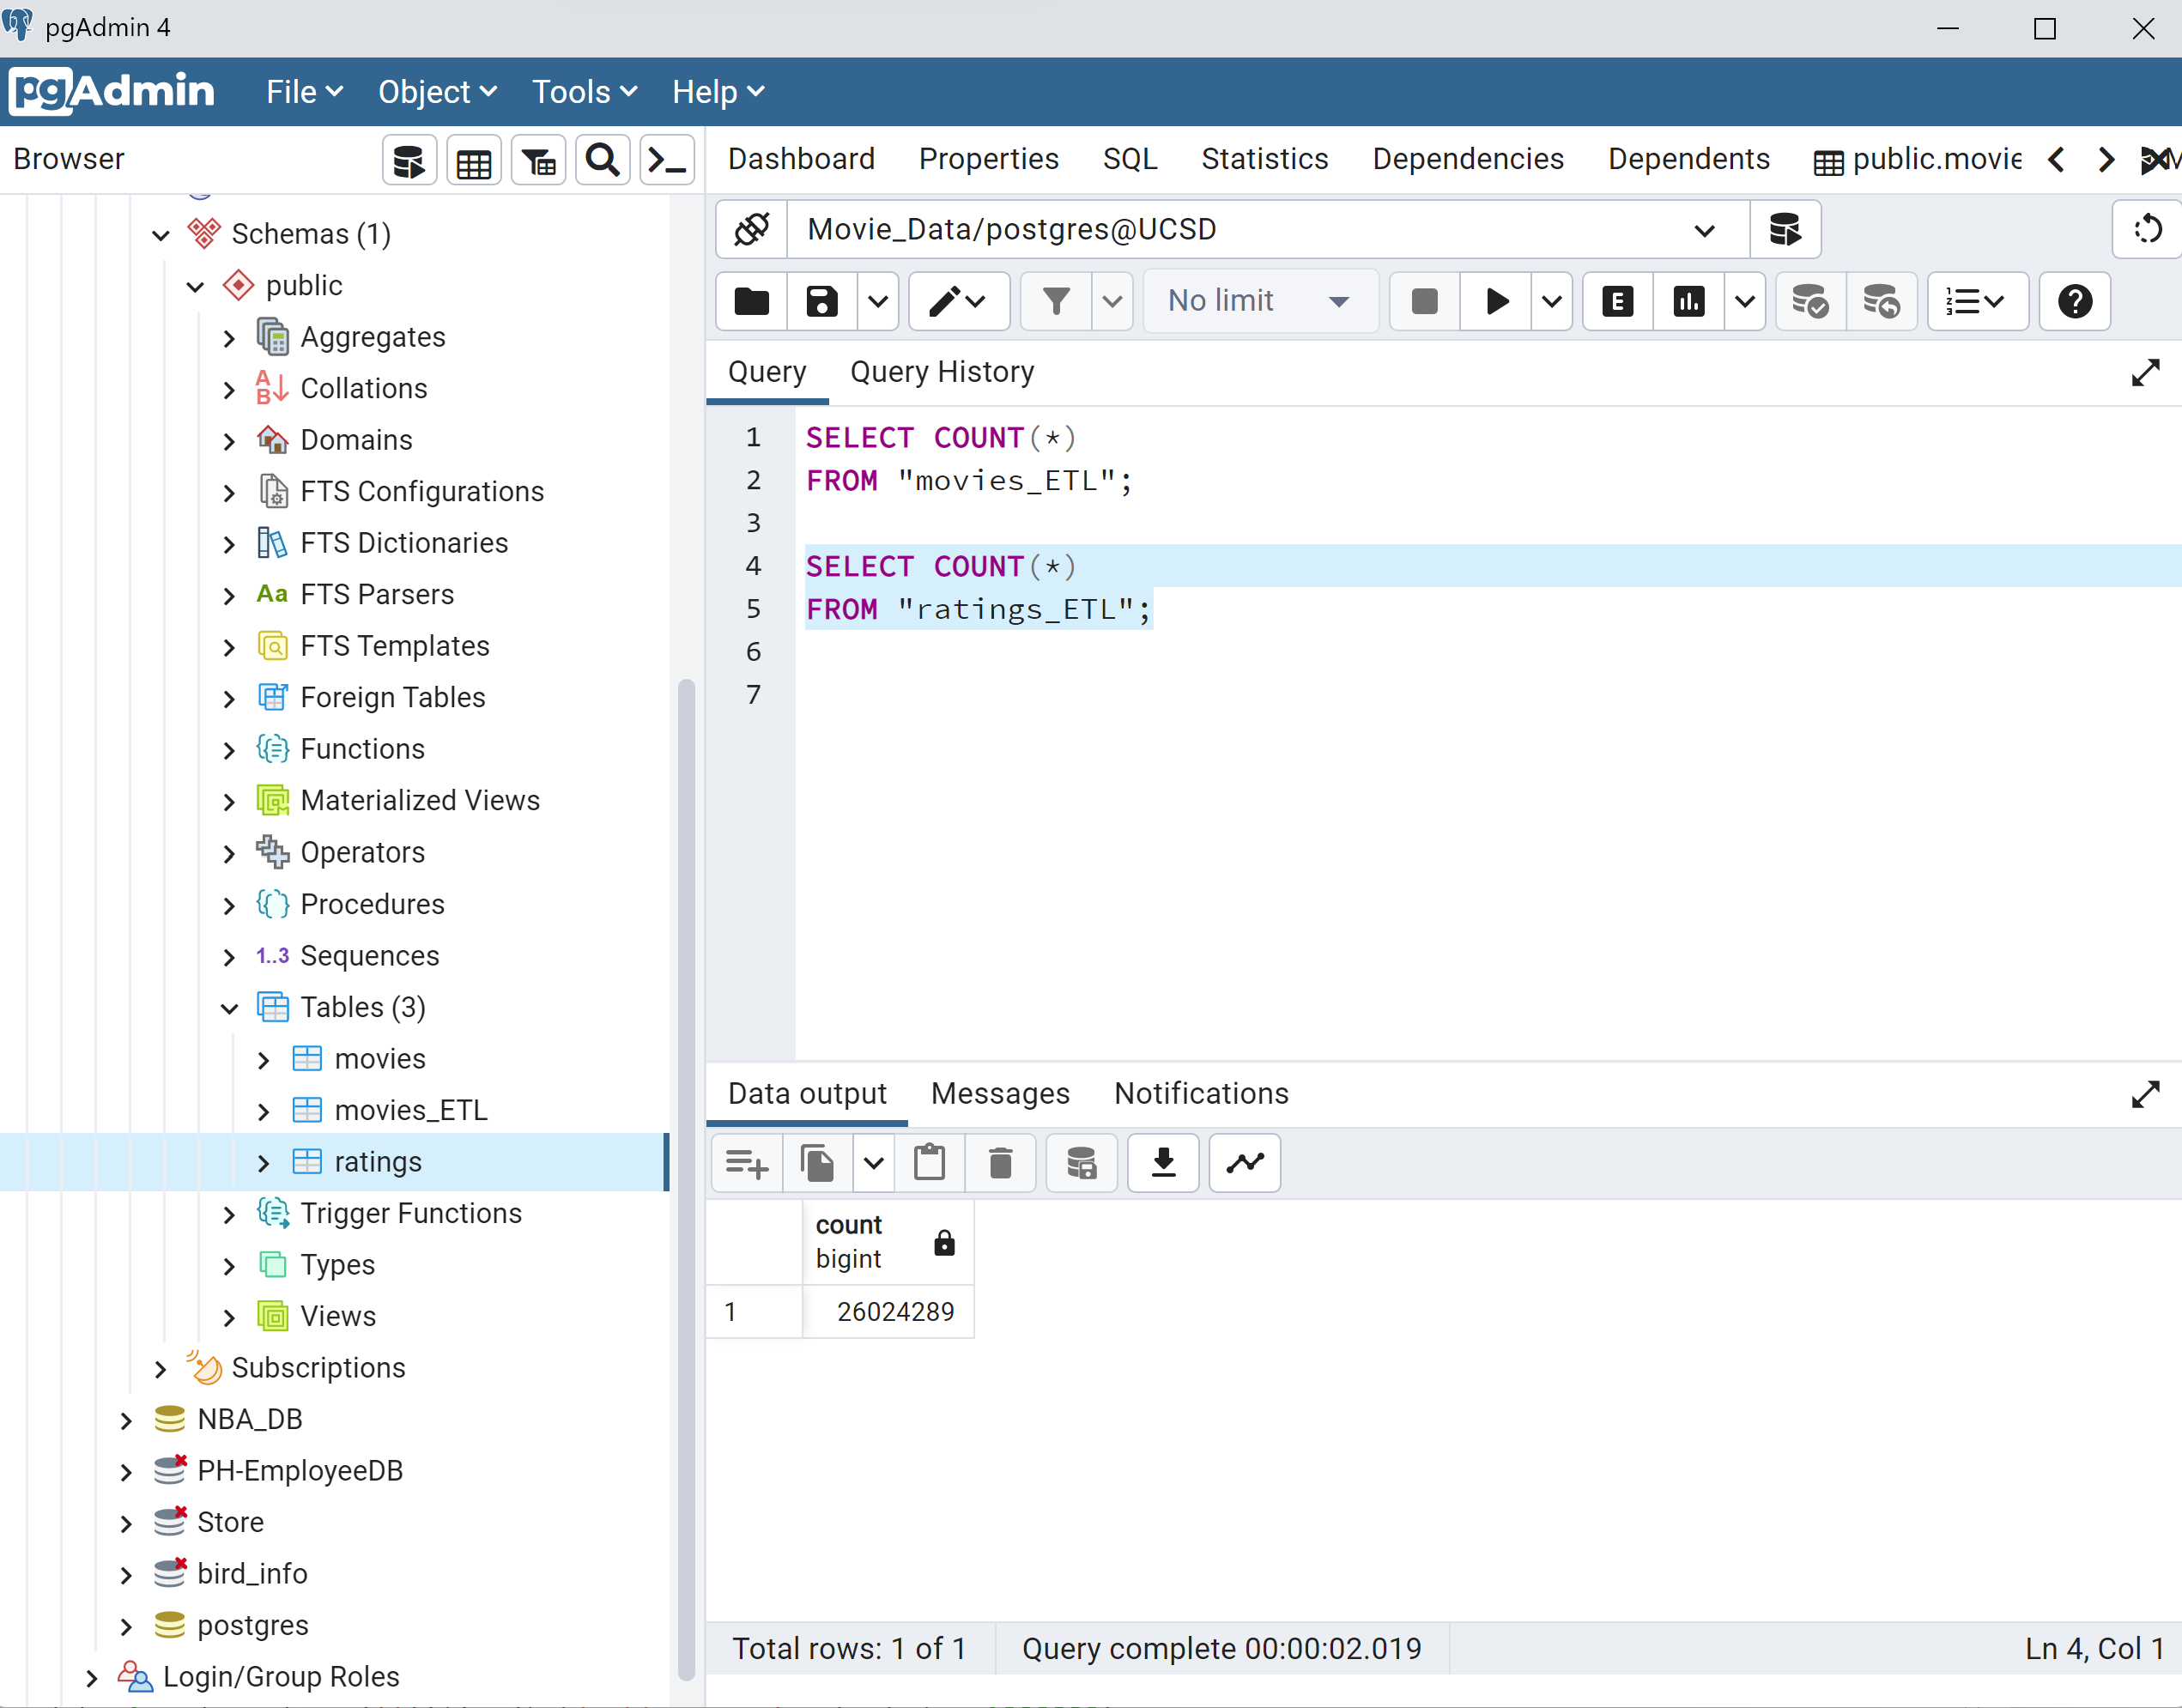 pgAdmin 4
pgAdmin File Object Tools Help
Browser
Dashboard Properties SQL Statistics Dependencies Dependents public.movie
Schemas (1)
public
Aggregates
Collations
Domains
FTS Configurations
FTS Dictionaries
Aa FTS Parsers
FTS Templates
Foreign Tables
Functions
Materialized Views
Operators
Procedures
1..3 Sequences
Tables (3)
movies
movies_ETL
ratings
Trigger Functions
Types
Views
Subscriptions
NBA_DB
PH-EmployeeDB
Store
bird_info
postgres
Login/Group Roles
Movie_Data/postgres@UCSD
No limit
E
Query Query History
1 SELECT COUNT(*)
2 FROM "movies_ETL";
3
4 SELECT COUNT(*)
5 FROM "ratings_ETL";
6
7
Data output Messages Notifications
count
bigint
1 26024289
Total rows: 1 of 1 Query complete 00:00:02.019 Ln 4, Col 1